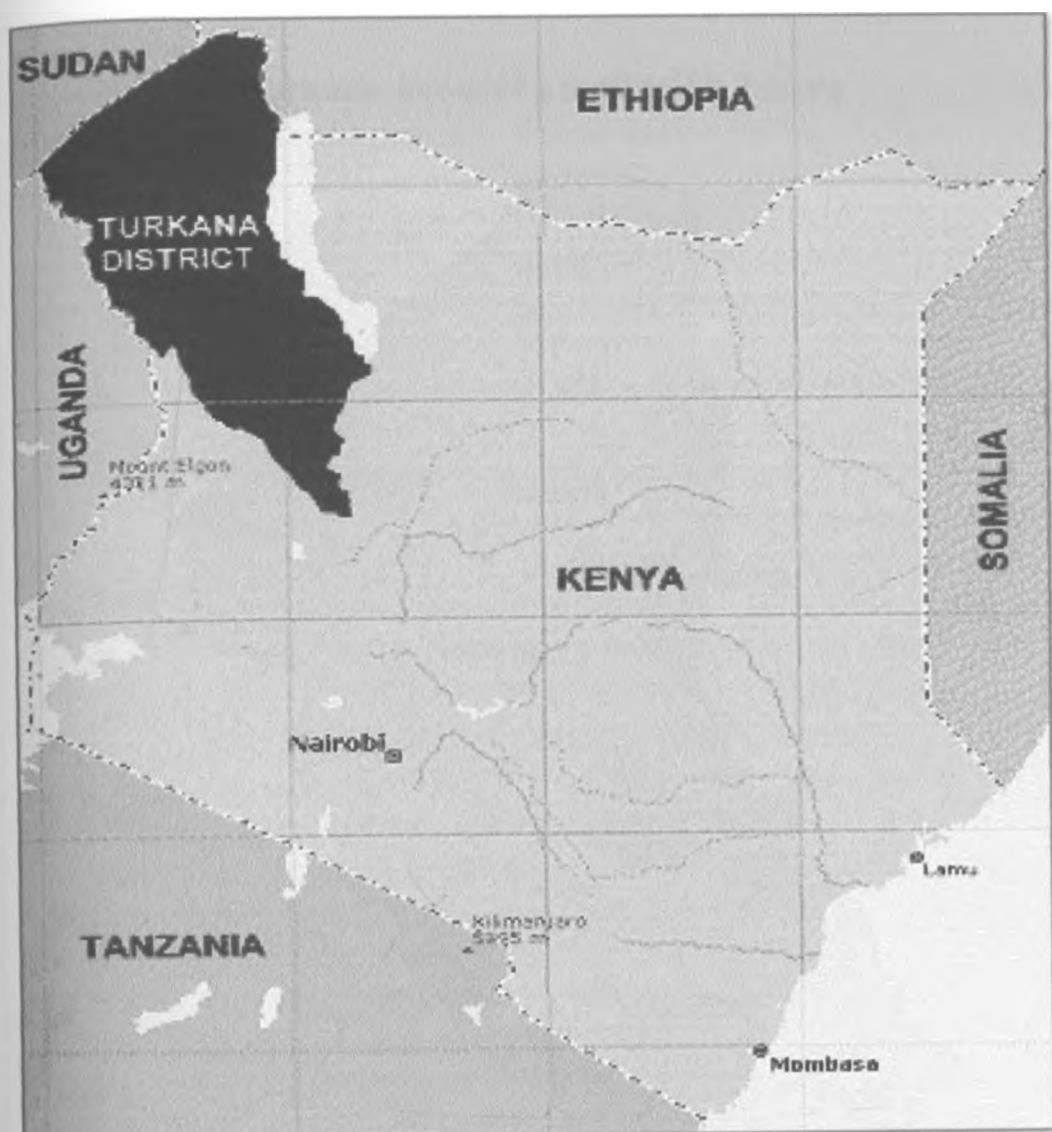 SUDAN
ETHIOPIA
TURKANA
DISTRICT
UGANDA
Mount Elgon
SOMALIA
KENYA
Nairobi
Lamu
Kilimanjaro
TANZANIA
Mombasa